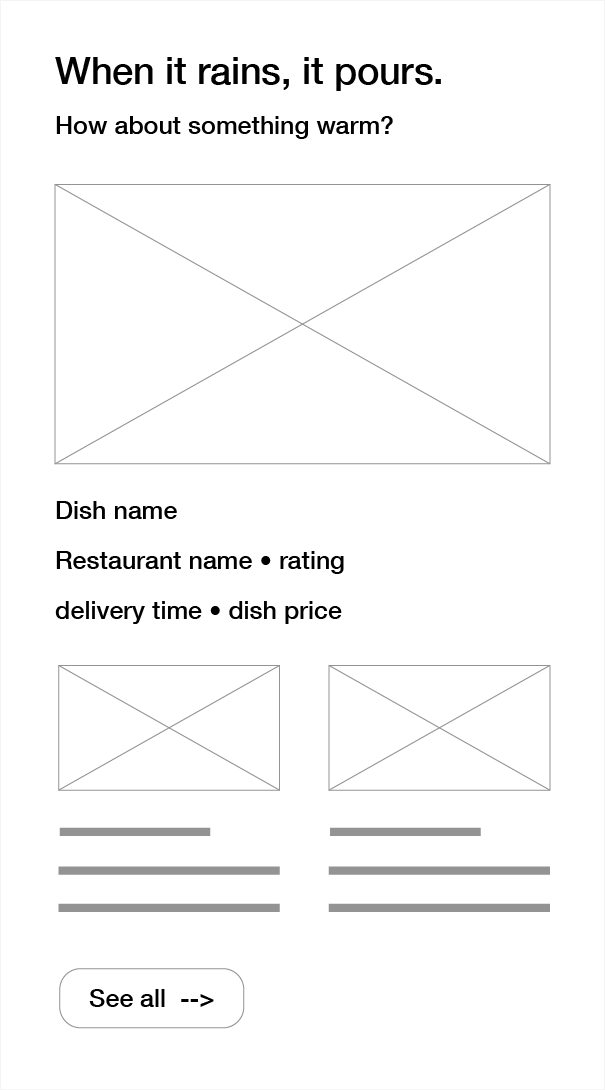 When it rains, it pours.
How about something warm?
Dish name
Restaurant name • rating
delivery time • dish price
See all -->